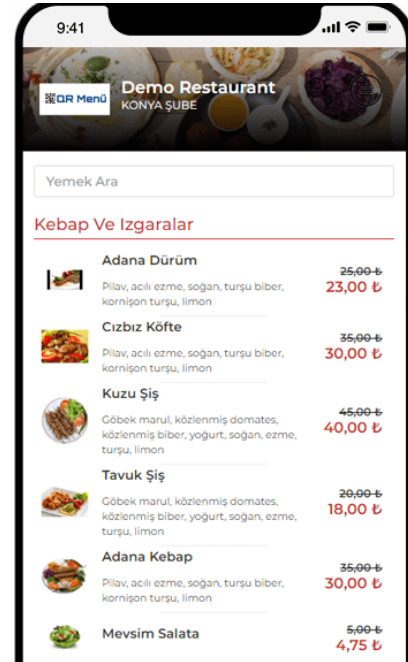 9:41
QR Menü
Demo Restaurant
KONYA ŞUBE
Yemek Ara
Kebap Ve Izgaralar
Adana Dürüm
25,00 ₺
Pilav, acılı ezme, soğan, turşu biber,
23,00 ₺
kornişon turşu, limon
Cızbız Köfte
35,00 ₺
Pilav, acılı ezme, soğan, turşu biber,
30,00 ₺
kornişon turşu, limon
Kuzu Şiş
45,00 ₺
Göbek marul, közlenmiş domates,
40,00 ₺
közlenmiş biber, yoğurt, soğan, ezme,
turşu, limon
Tavuk Şiş
20,00 ₺
Göbek marul, közlenmiş domates,
18,00 ₺
közlenmiş biber, yoğurt, soğan, ezme,
turşu, limon
Adana Kebap
35,00 ₺
Pilav, acılı ezme, soğan, turşu biber,
30,00 ₺
kornişon turşu, limon
Mevsim Salata
5,00 ₺
4,75 ₺